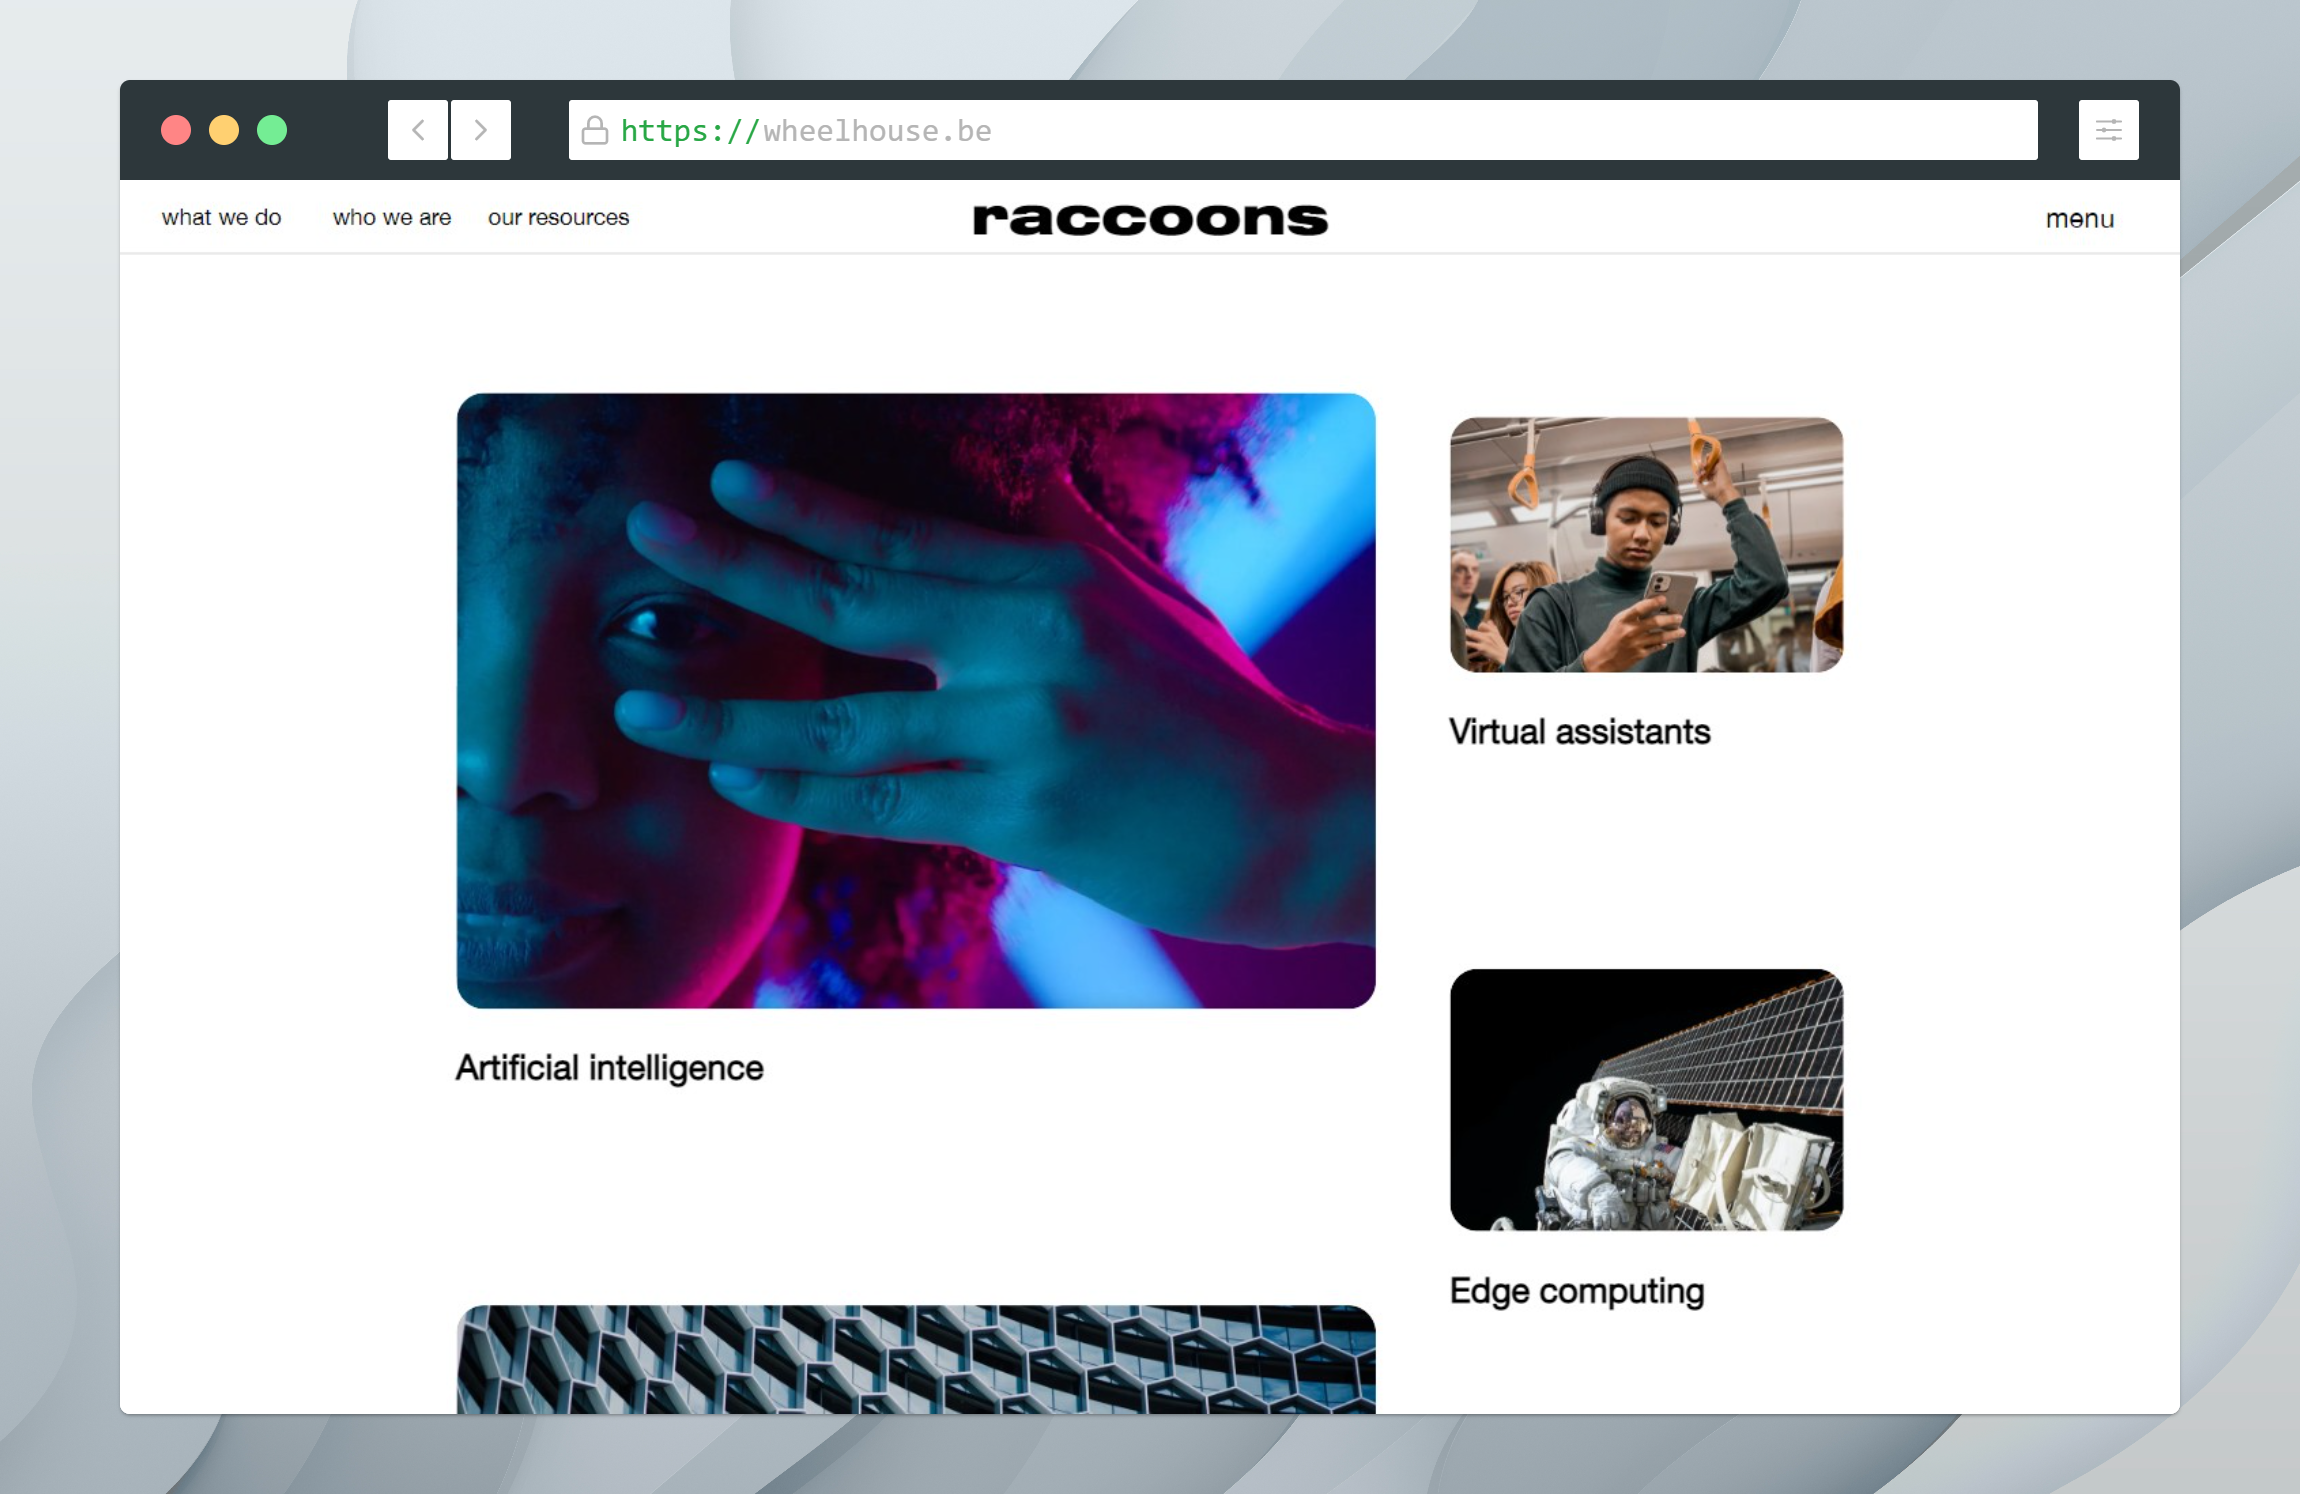 https://wheelhouse.be
what we do
who we are
our resources
raccoons
menu
Virtual assistants
Artificial intelligence
Edge computing